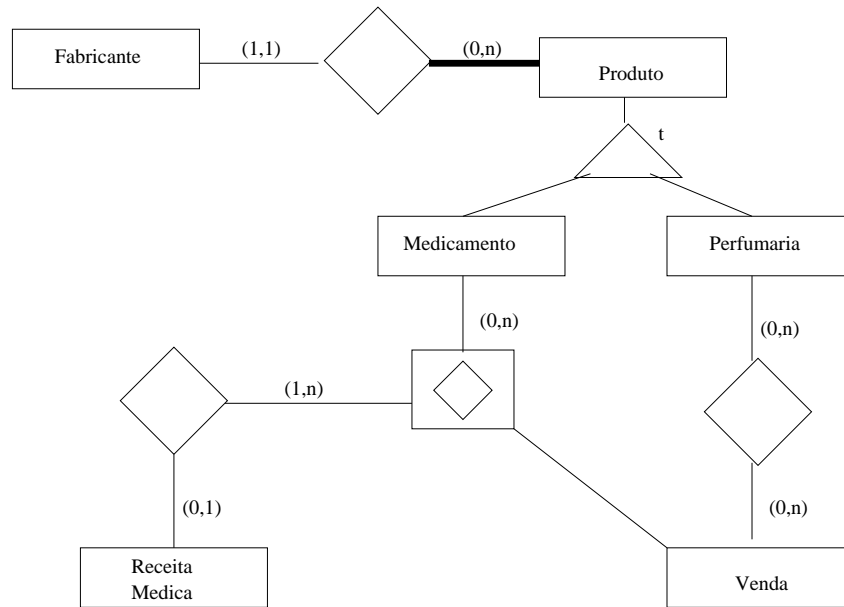 Fabricante
(1,1)
(0,n)
Produto
t
Medicamento
Perfumaria
(0,n)
(0,n)
(1,n)
(0,1)
(0,n)
Receita
Medica
Venda